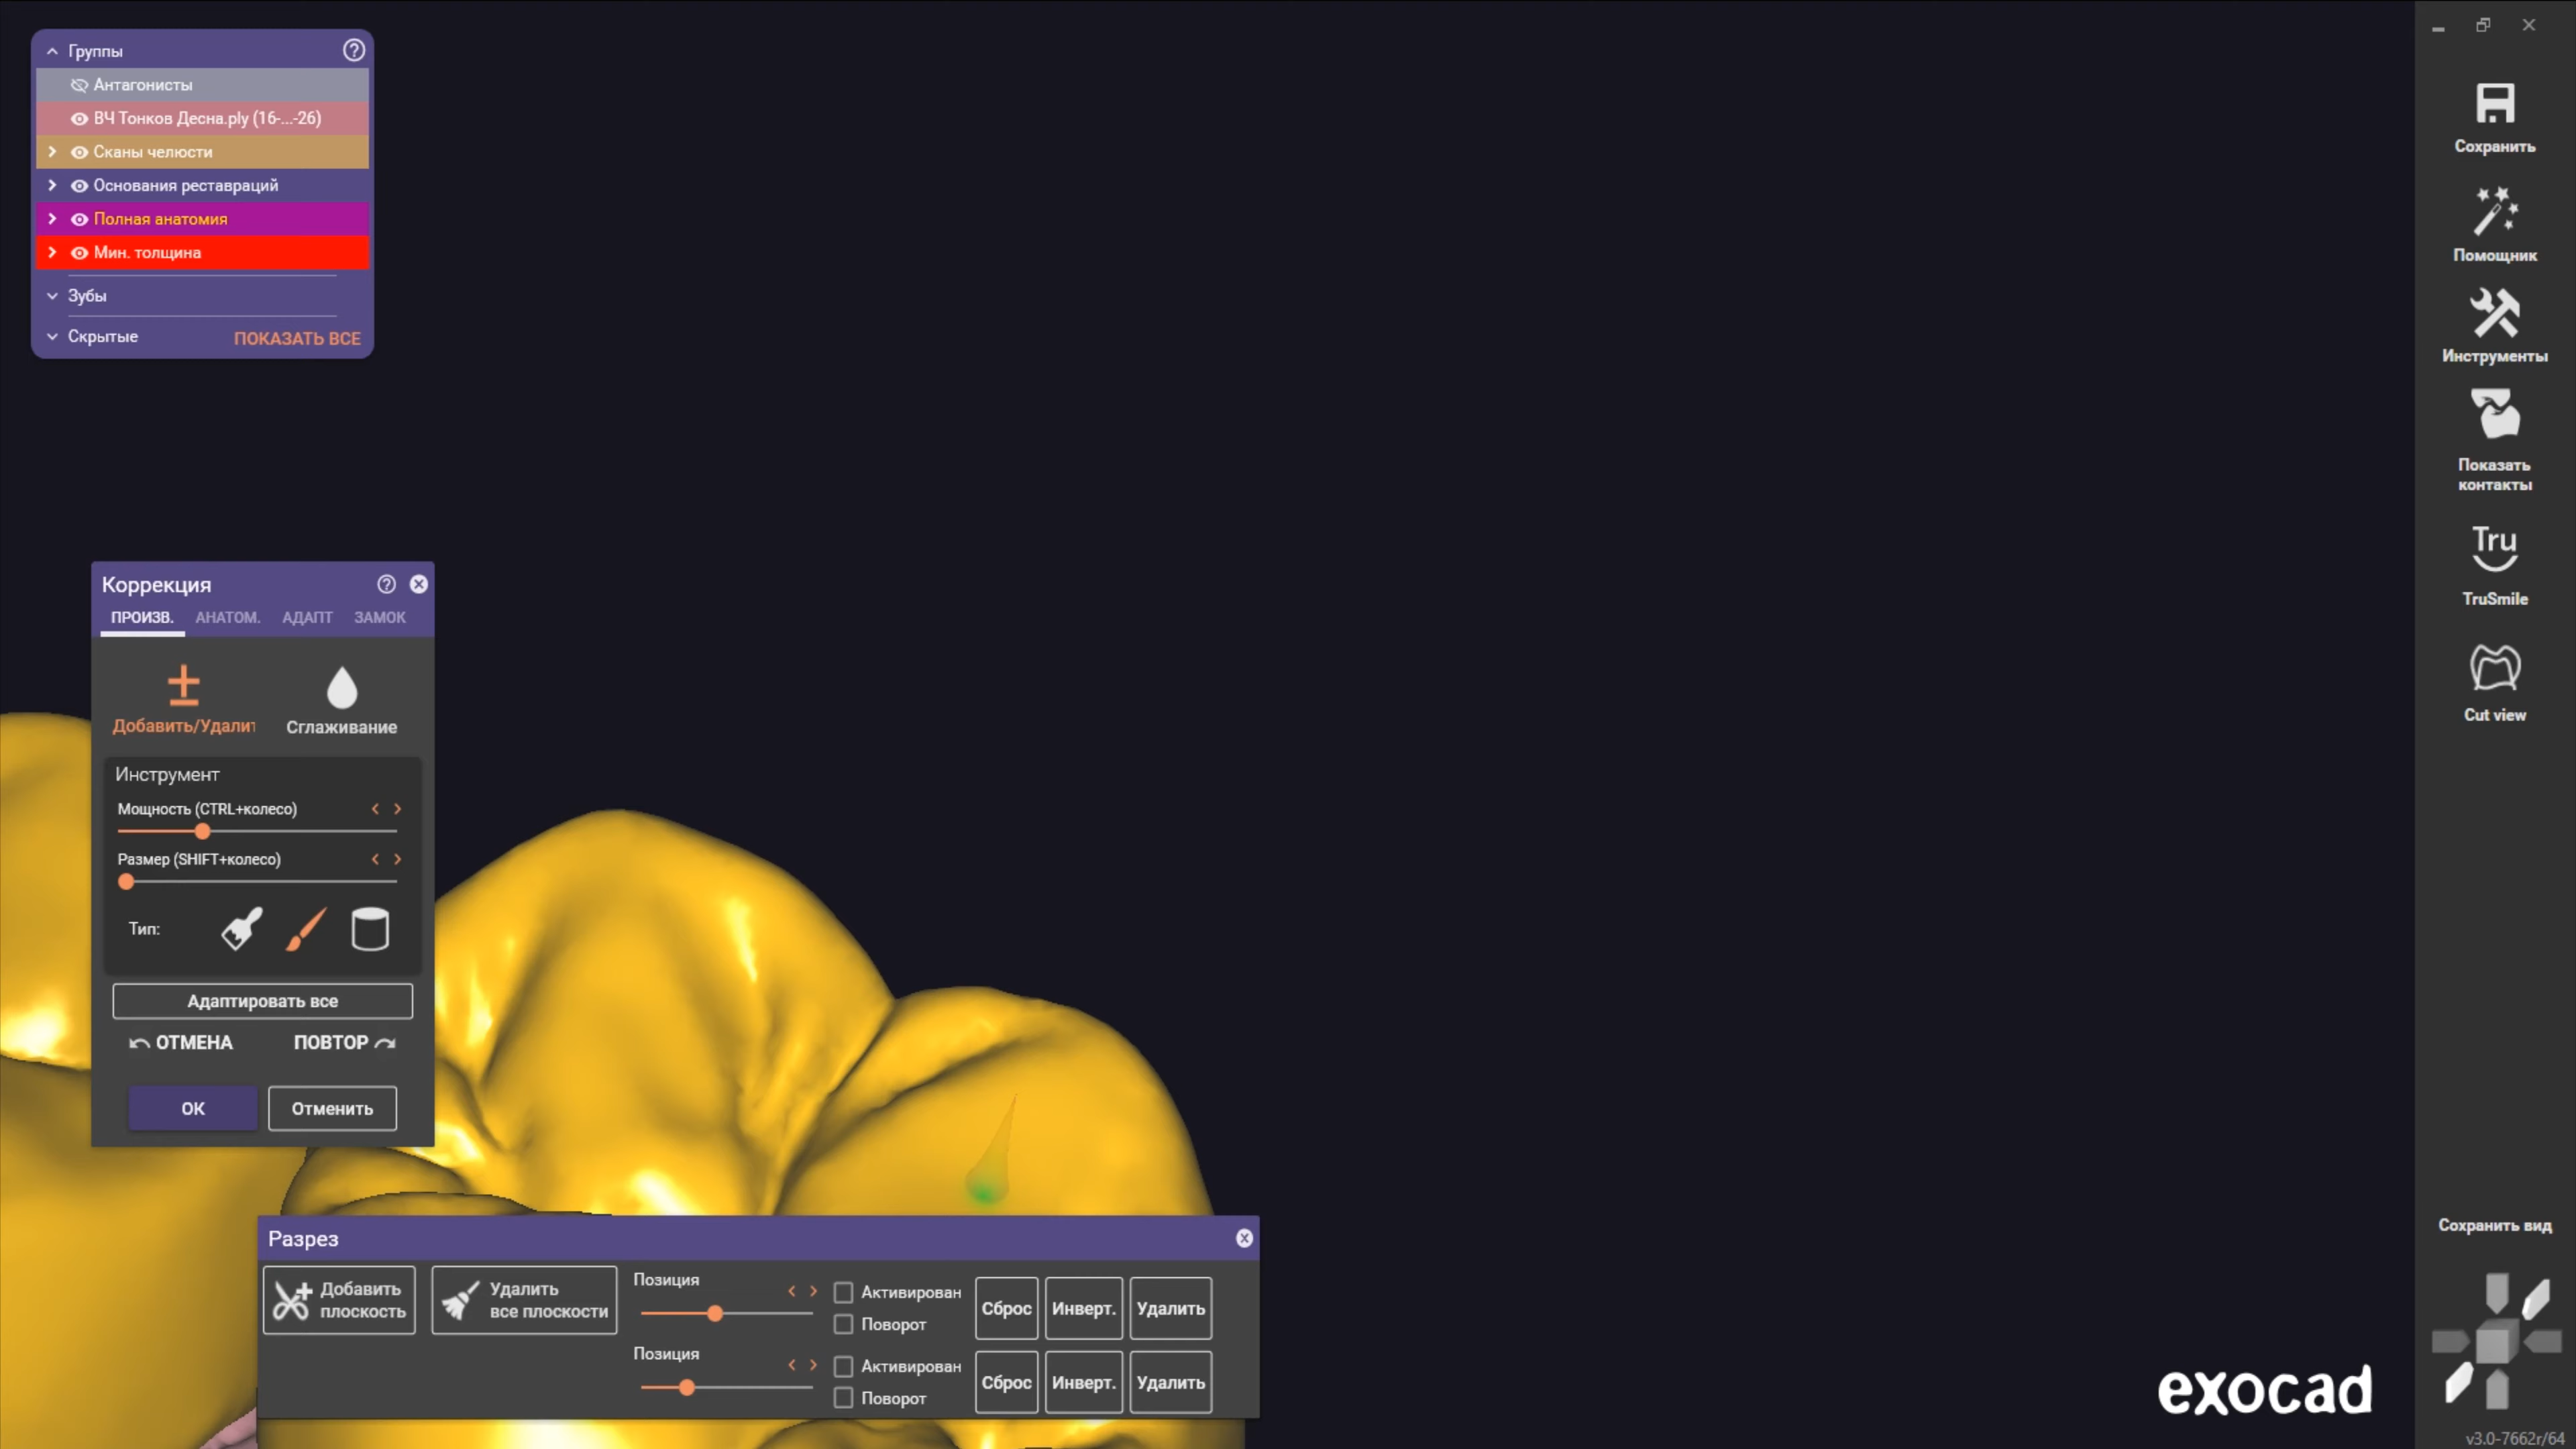 Группы
Антагонисты
ВЧ Тонков Десна.ply (16-...-26)
Сканы челюсти
Основания реставраций
Полная анатомия
Мин. толщина
Зубы
Скрытые
ПОКАЗАТЬ ВСЕ
Коррекция
ПРОИЗВ. АНАТОМ. АДАПТ ЗАМОК
Добавить/Удалит
Сглаживание
Инструмент
Мощность (CTRL+колесо)
Размер (SHIFT+колесо)
Тип:
Адаптировать все
ОТМЕНА ПОВТОР
ОК Отменить
Разрез
Добавить
плоскость
Удалить
все плоскости
Позиция
Активирован
Поворот
Сброс Инверт. Удалить
Позиция
Активирован
Поворот
Сброс Инверт. Удалить
Сохранить
Помощник
Инструменты
Показать
контакты
Tru
TruSmile
Cut view
Сохранить вид
exocad
v3.0-7662r/64